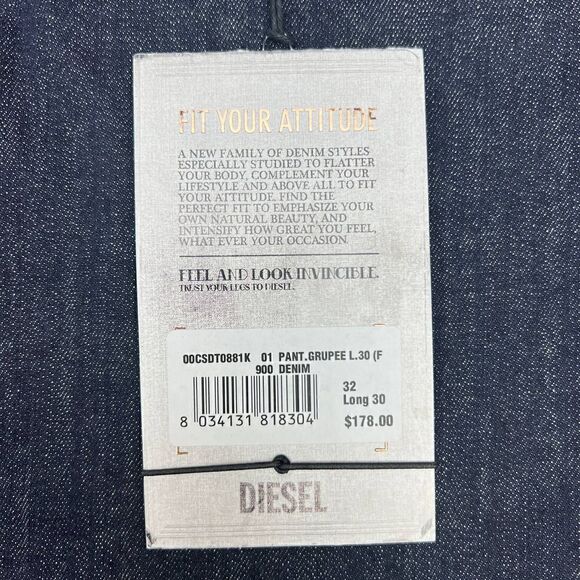 FIT YOUR ATTITUDE
A NEW FAMILY OF DENIM STYLES
ESPECIALLY STUDIED TO FLATTER
YOUR BODY, COMPLEMENT YOUR
LIFESTYLE AND ABOVE ALL TO FIT
YOUR ATTITUDE. FIND THE
PERFECT FIT TO EMPHASIZE YOUR
OWN NATURAL BEAUTY, AND
INTENSIFY HOW GREAT YOU FEEL,
WHAT EVER YOUR OCCASION.
FEEL AND LOOK INVINCIBLE.
TRUST YOUR LEGS TO DIESEL.
00CSDT0881K 01 PANT.GRUPEE L.30 (F
900 DENIM
32
Long 30
$178.00
8 034131 818304
DIESEL